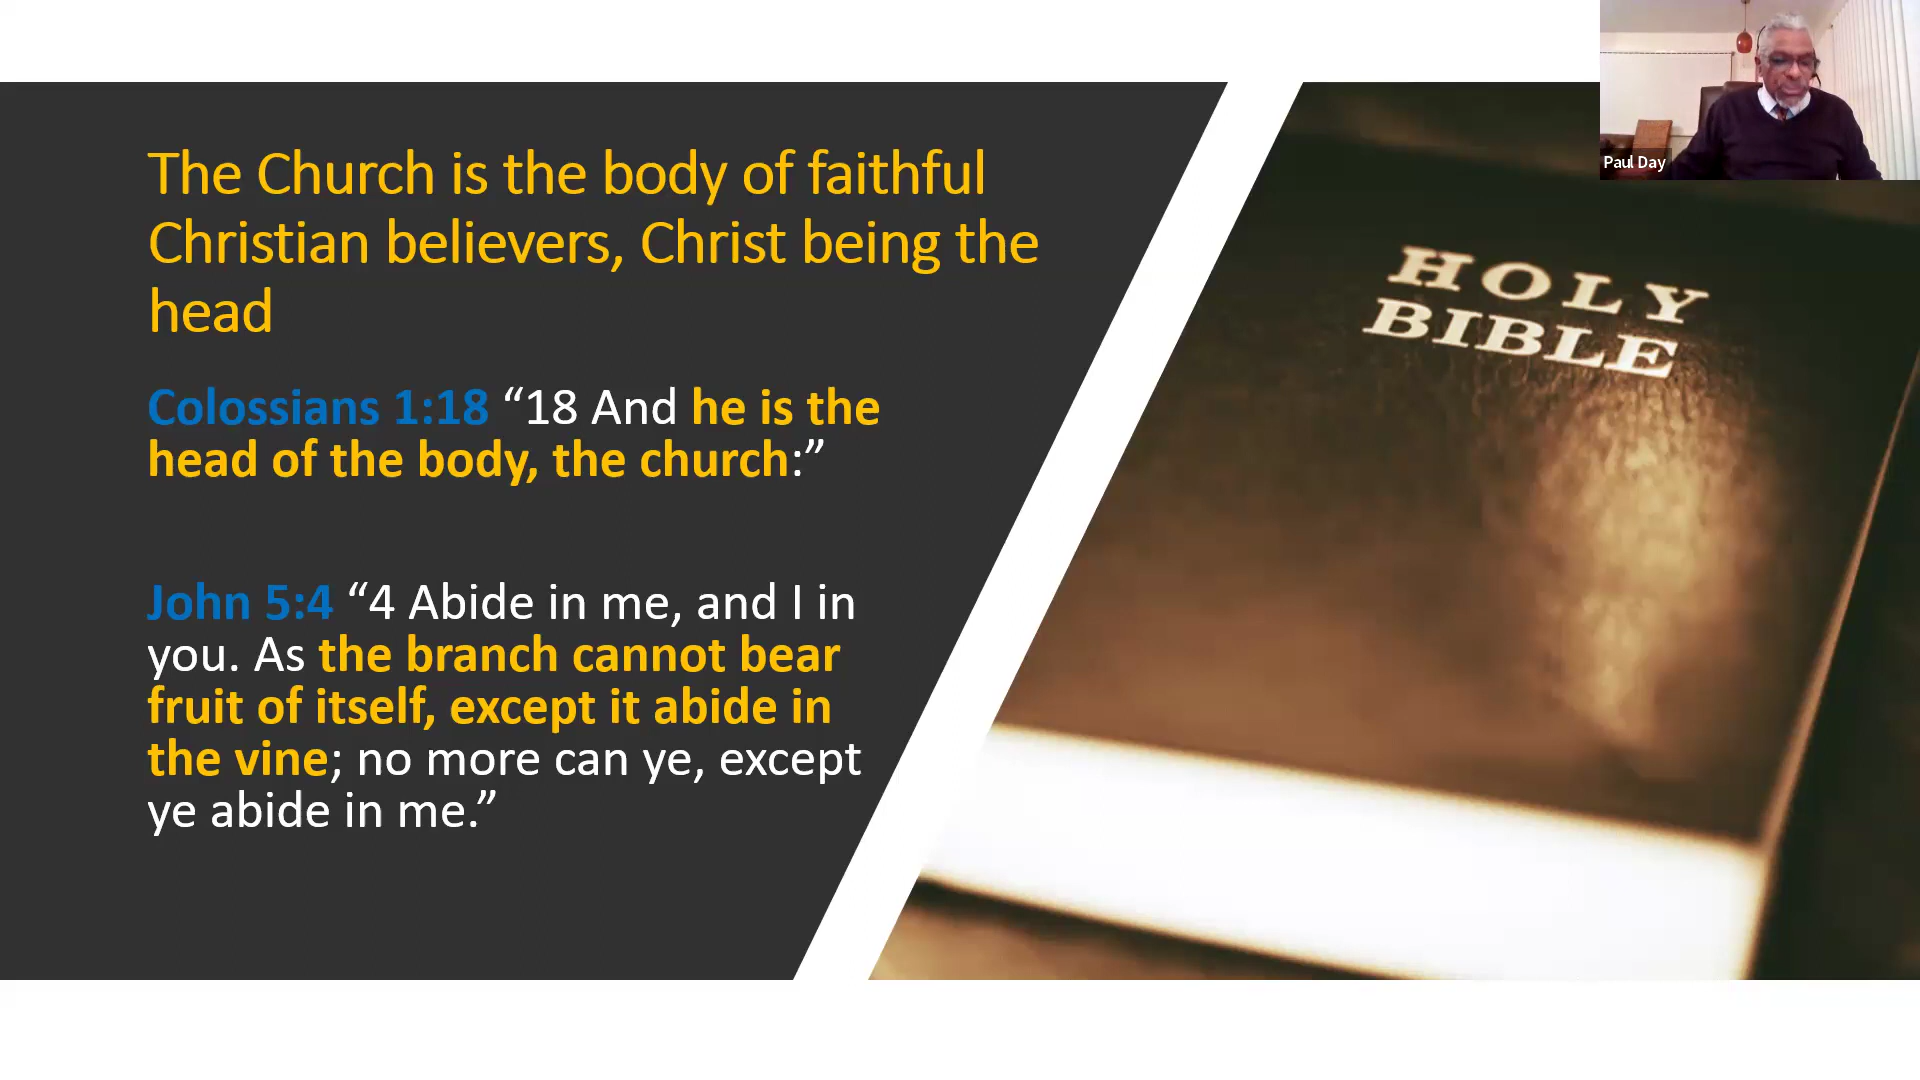 The Church is the body of faithful
Christian believers, Christ being the
head
Colossians 1:18 “18 And he is the
head of the body, the church:”
John 5:4 “4 Abide in me, and I in
you. As the branch cannot bear
fruit of itself, except it abide in
the vine; no more can ye, except
ye abide in me.”
HOLY
BIBLE
Paul Day